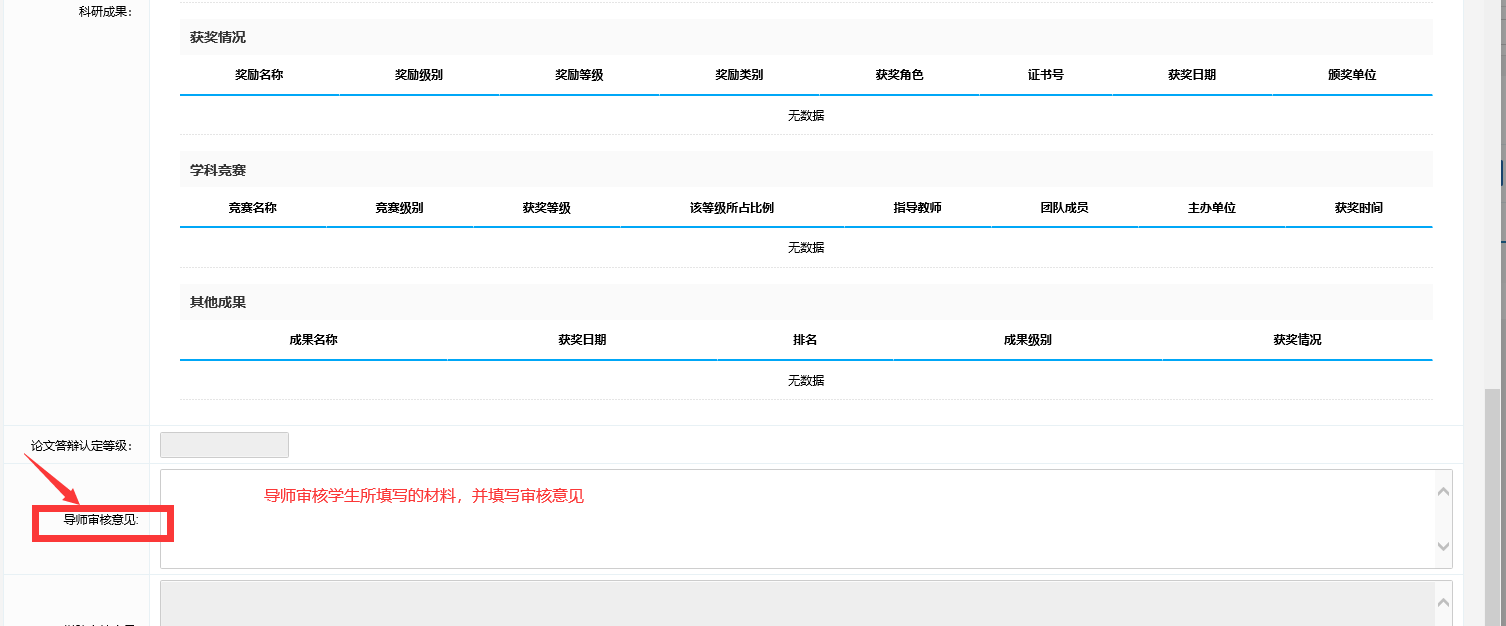 科研成果：
获奖情况
奖励名称 奖励级别 奖励等级 奖励类别 获奖角色 证书号 获奖日期 颁奖单位
无数据
学科竞赛
竞赛名称 竞赛级别 获奖等级 该等级所占比例 指导教师 团队成员 主办单位 获奖时间
无数据
其他成果
成果名称 获奖日期 排名 成果级别 获奖情况
无数据
论文答辩认定等级：
导师审核学生所填写的材料，并填写审核意见
导师审核意见: